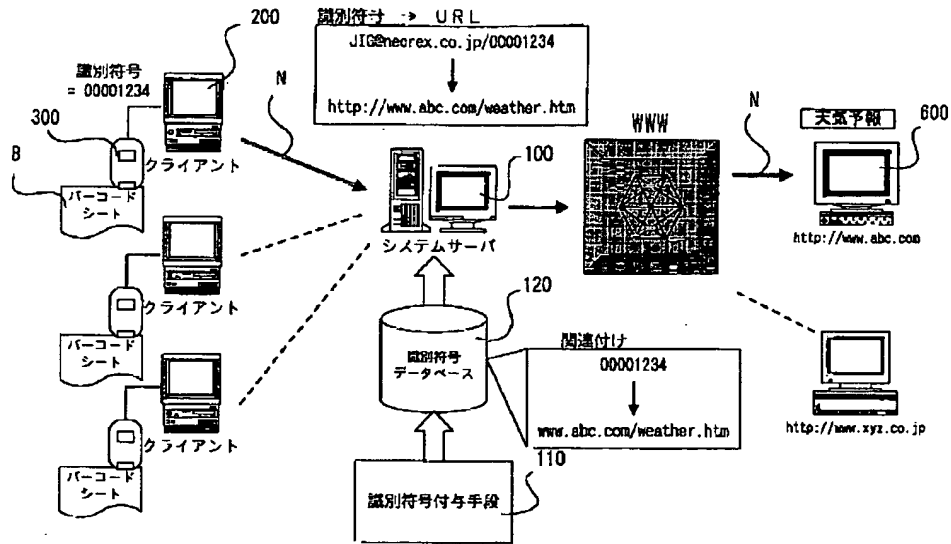 200
識別符号 → URL
JIG@neorex.co.jp/00001234
http://www.abc.com/weather.htm
識別符号
= 00001234
N
300
B
クライアント
バーコード
シート
WWW
N
天気予報
600
http://www.abc.com
100
システムサーバ
クライアント
バーコード
シート
120
識別符号
データベース
関連付け
00001234
www.abc.com/weather.htm
http://www.xyz.co.jp
クライアント
バーコード
シート
110
識別符号付与手段